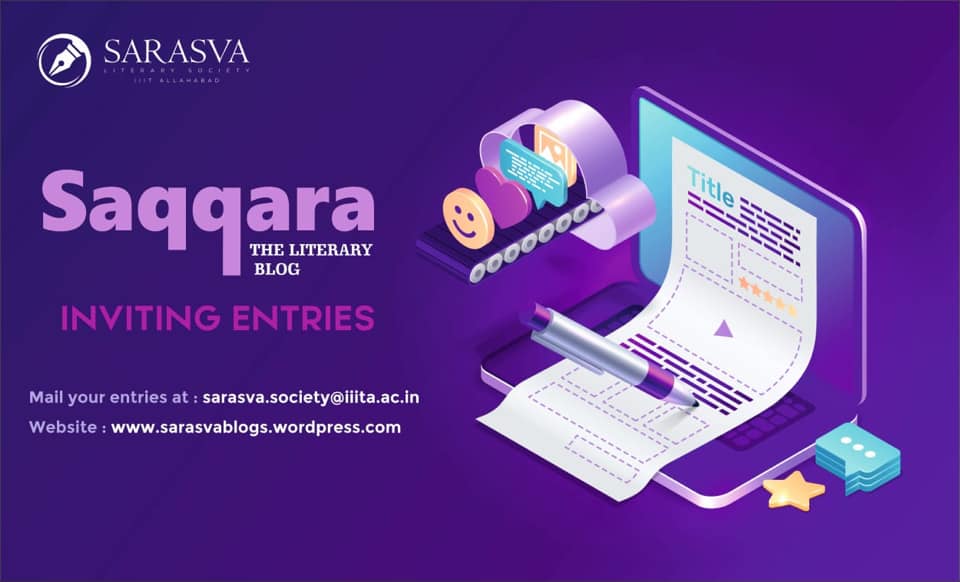 SARASVA
LITERARY SOCIETY
IIIT ALLAHABAD
Saqqara
THE LITERARY
BLOG
INVITING ENTRIES
Mail your entries at : sarasva.society@iiita.ac.in
Website : www.sarasvablogs.wordpress.com
Title